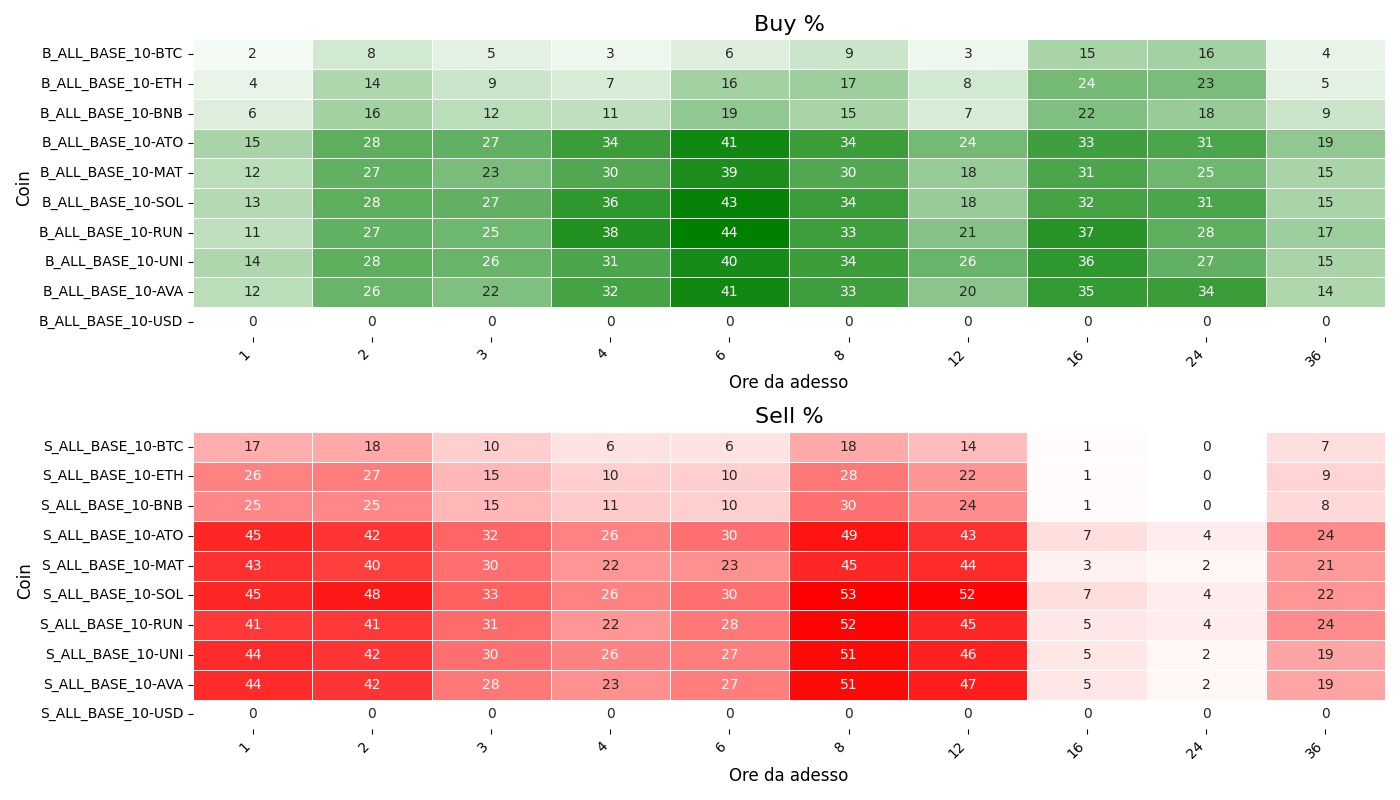 Buy %
Coin
B_ALL_BASE_10-BTC 2 8 5 3 6 9 3 15 16 4
B_ALL_BASE_10-ETH 4 14 9 7 16 17 8 24 23 5
B_ALL_BASE_10-BNB 6 16 12 11 19 15 7 22 18 9
B_ALL_BASE_10-ATO 15 28 27 34 41 34 24 33 31 19
B_ALL_BASE_10-MAT 12 27 23 30 39 30 18 31 25 15
B_ALL_BASE_10-SOL 13 28 27 36 43 34 18 32 31 15
B_ALL_BASE_10-RUN 11 27 25 38 44 33 21 37 28 17
B_ALL_BASE_10-UNI 14 28 26 31 40 34 26 36 27 15
B_ALL_BASE_10-AVA 12 26 22 32 41 33 20 35 34 14
B_ALL_BASE_10-USD 0 0 0 0 0 0 0 0 0 0
1 2 3 4 6 8 12 16 24 36
Ore da adesso
Sell %
Coin
S_ALL_BASE_10-BTC 17 18 10 6 6 18 14 1 0 7
S_ALL_BASE_10-ETH 26 27 15 10 10 28 22 1 0 9
S_ALL_BASE_10-BNB 25 25 15 11 10 30 24 1 0 8
S_ALL_BASE_10-ATO 45 42 32 26 30 49 43 7 4 24
S_ALL_BASE_10-MAT 43 40 30 22 23 45 44 3 2 21
S_ALL_BASE_10-SOL 45 48 33 26 30 53 52 7 4 22
S_ALL_BASE_10-RUN 41 41 31 22 28 52 45 5 4 24
S_ALL_BASE_10-UNI 44 42 30 26 27 51 46 5 2 19
S_ALL_BASE_10-AVA 44 42 28 23 27 51 47 5 2 19
S_ALL_BASE_10-USD 0 0 0 0 0 0 0 0 0 0
1 2 3 4 6 8 12 16 24 36
Ore da adesso